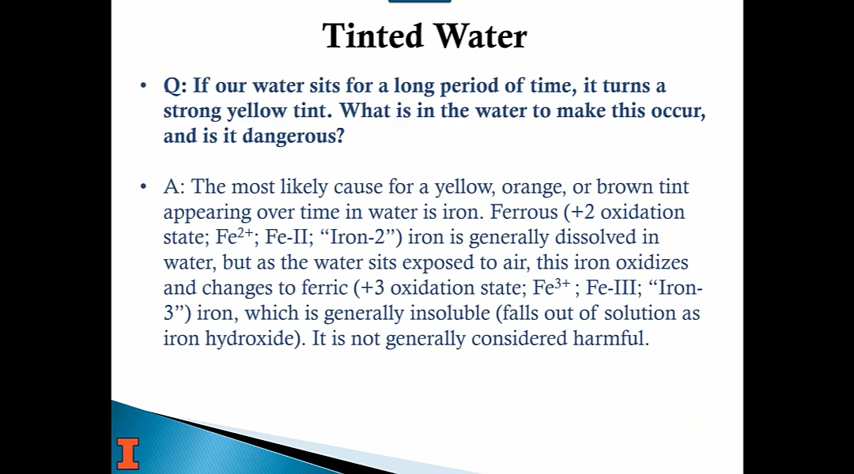 Tinted Water
• Q: If our water sits for a long period of time, it turns a
strong yellow tint. What is in the water to make this occur,
and is it dangerous?
• A: The most likely cause for a yellow, orange, or brown tint
appearing over time in water is iron. Ferrous (+2 oxidation
state; Fe²⁺; Fe-II; “Iron-2”) iron is generally dissolved in
water, but as the water sits exposed to air, this iron oxidizes
and changes to ferric (+3 oxidation state; Fe³⁺ ; Fe-III; “Iron-
3”) iron, which is generally insoluble (falls out of solution as
iron hydroxide). It is not generally considered harmful.
I